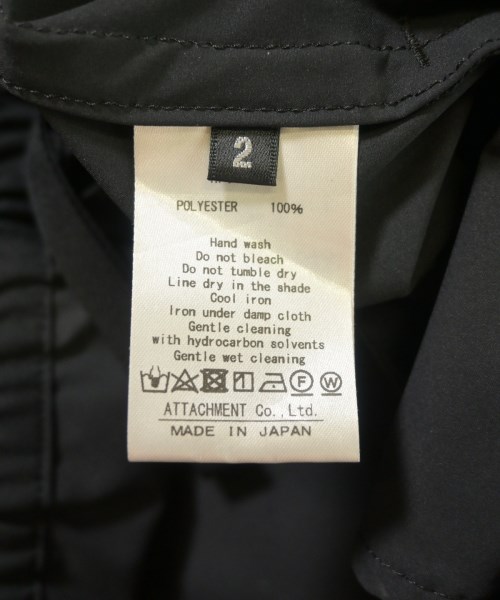 2
POLYESTER 100%
Hand wash
Do not bleach
Do not tumble dry
Line dry in the shade
Cool iron
Iron under damp cloth
Gentle cleaning
with hydrocarbon solvents
Gentle wet cleaning
F W
ATTACHMENT Co.,Ltd.
MADE IN JAPAN